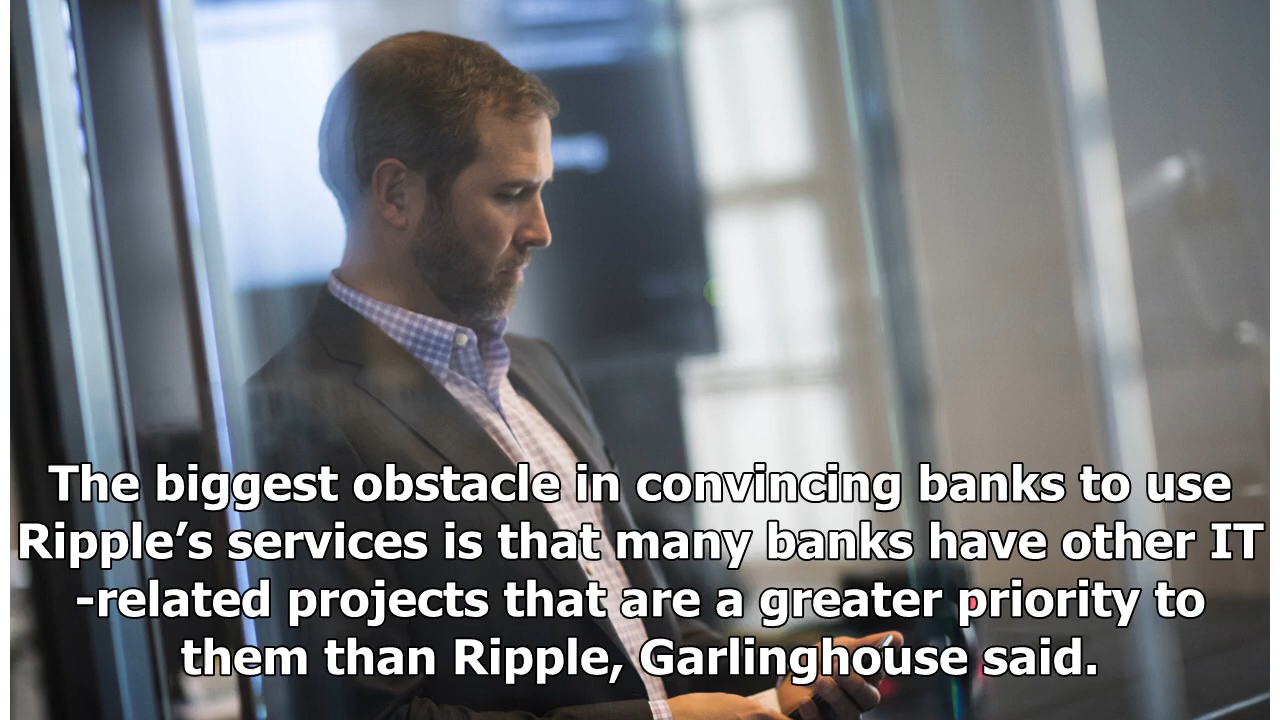 The biggest obstacle in convincing banks to use
Ripple’s services is that many banks have other IT
-related projects that are a greater priority to
them than Ripple, Garlinghouse said.